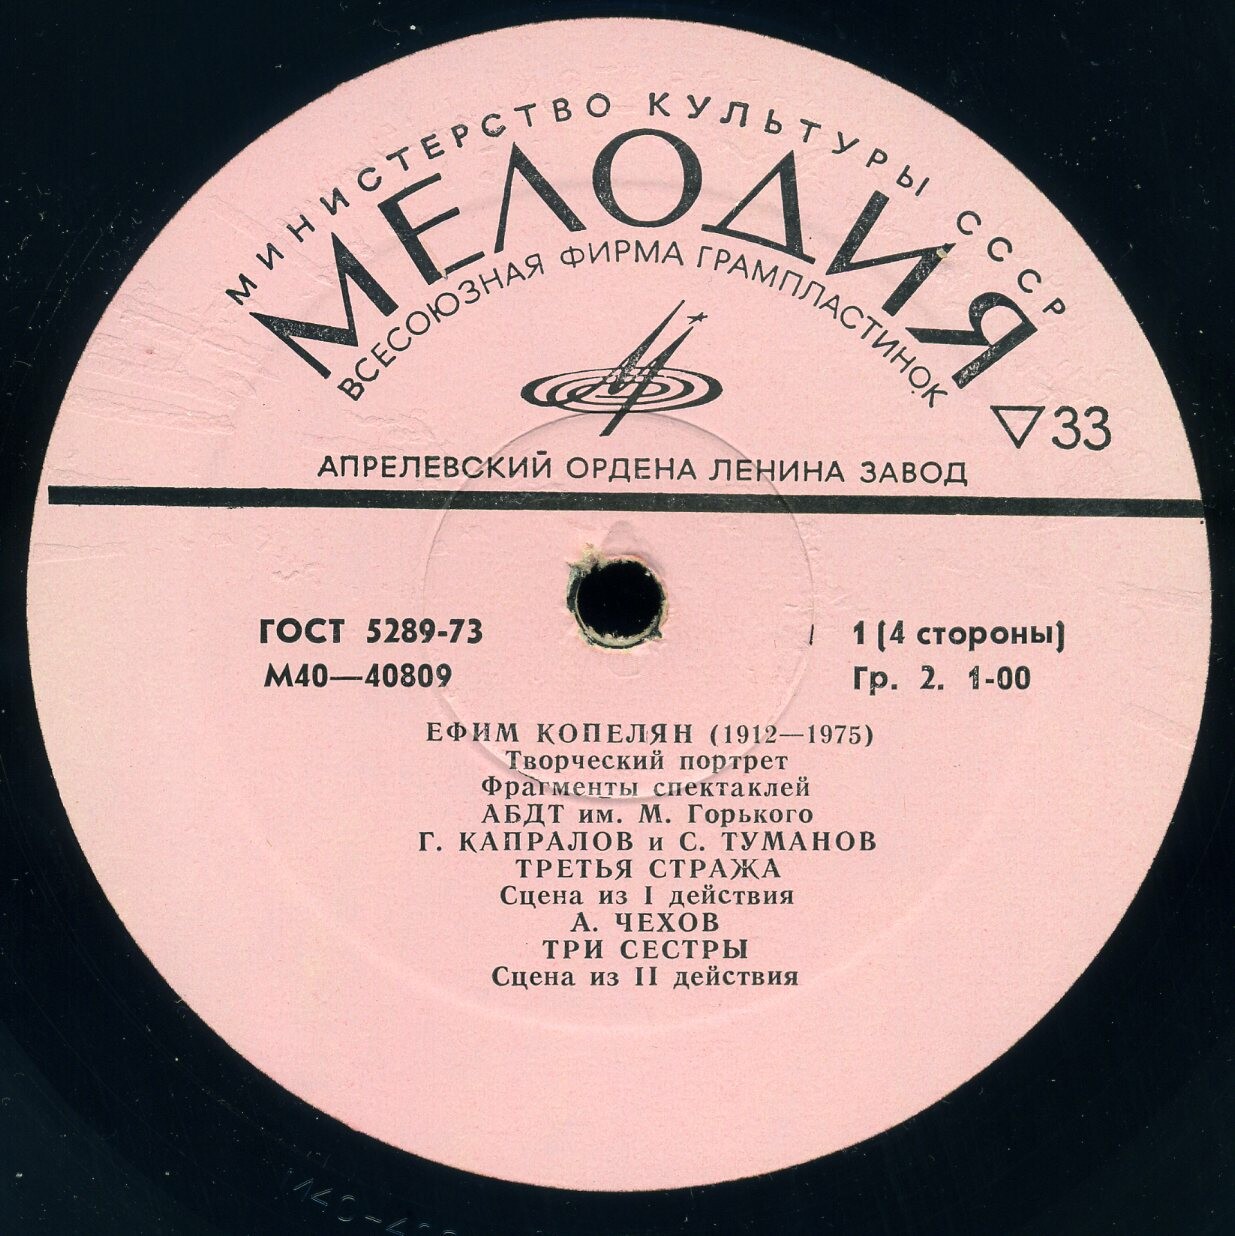 МИНИСТЕРСТВО КУЛЬТУРЫ СССР
МЕЛОДИЯ
ВСЕСОЮЗНАЯ ФИРМА ГРАМПЛАСТИНОК
33
АПРЕЛЕВСКИЙ ОРДЕНА ЛЕНИНА ЗАВОД
ГОСТ 5289-73
М40—40809
1 (4 стороны)
Гр. 2. 1-00
ЕФИМ КОПЕЛЯН (1912—1975)
Творческий портрет
Фрагменты спектаклей
АБДТ им. М. Горького
Г. КАПРАЛОВ и С. ТУМАНОВ
ТРЕТЬЯ СТРАЖА
Сцена из I действия
А. ЧЕХОВ
ТРИ СЕСТРЫ
Сцена из II действия